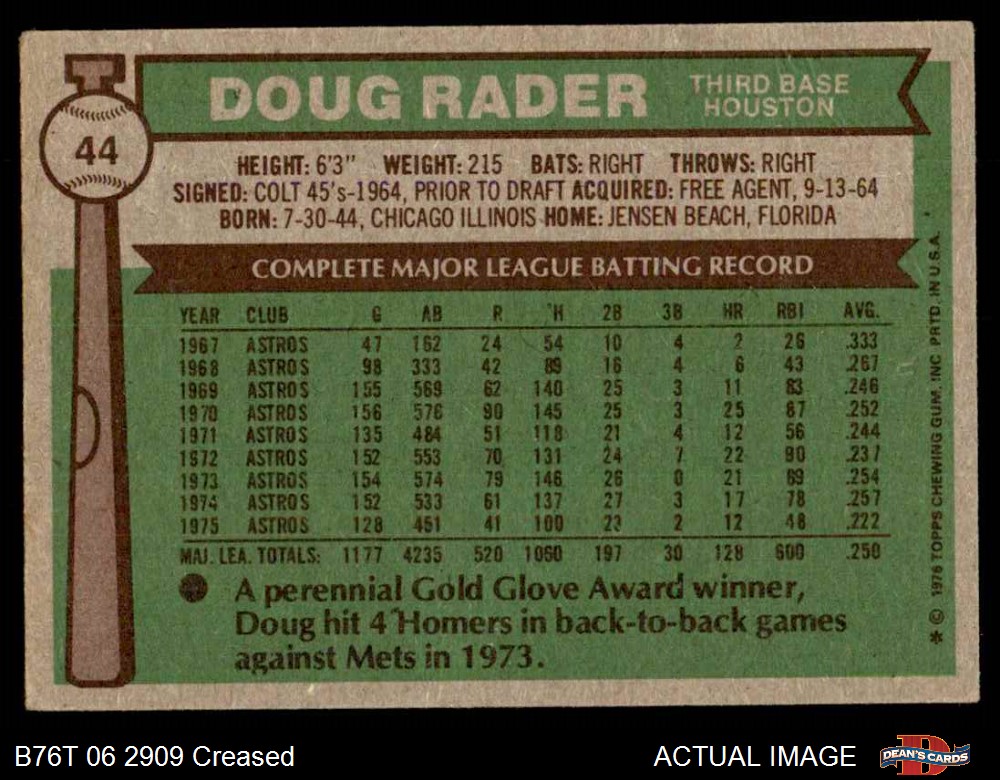 44
DOUG RADER
THIRD BASE
HOUSTON
HEIGHT: 6'3" WEIGHT: 215 BATS: RIGHT THROWS: RIGHT
SIGNED: COLT 45's-1964, PRIOR TO DRAFT ACQUIRED: FREE AGENT, 9-13-64
BORN: 7-30-44, CHICAGO ILLINOIS HOME: JENSEN BEACH, FLORIDA
COMPLETE MAJOR LEAGUE BATTING RECORD
YEAR CLUB G AB R H 2B 3B HR RBI AVG.
1967 ASTROS 47 162 24 54 10 4 2 26 .333
1968 ASTROS 98 333 42 89 16 4 6 43 .267
1969 ASTROS 155 569 62 140 25 3 11 83 .246
1970 ASTROS 156 576 90 145 25 3 25 87 .252
1971 ASTROS 135 484 51 118 21 4 12 56 .244
1972 ASTROS 152 553 70 131 24 7 22 90 .237
1973 ASTROS 154 574 79 146 26 0 21 89 .254
1974 ASTROS 152 533 61 137 27 3 17 78 .257
1975 ASTROS 128 451 41 100 23 2 12 48 .222
MAJ. LEA. TOTALS: 1177 4235 520 1060 197 30 128 600 .250
A perennial Gold Glove Award winner,
Doug hit 4 Homers in back-to-back games
against Mets in 1973.
* © 1976 TOPPS CHEWING GUM, INC PRTD. IN U.S.A.
B76T 06 2909 Creased
ACTUAL IMAGE
DEAN'S CARDS